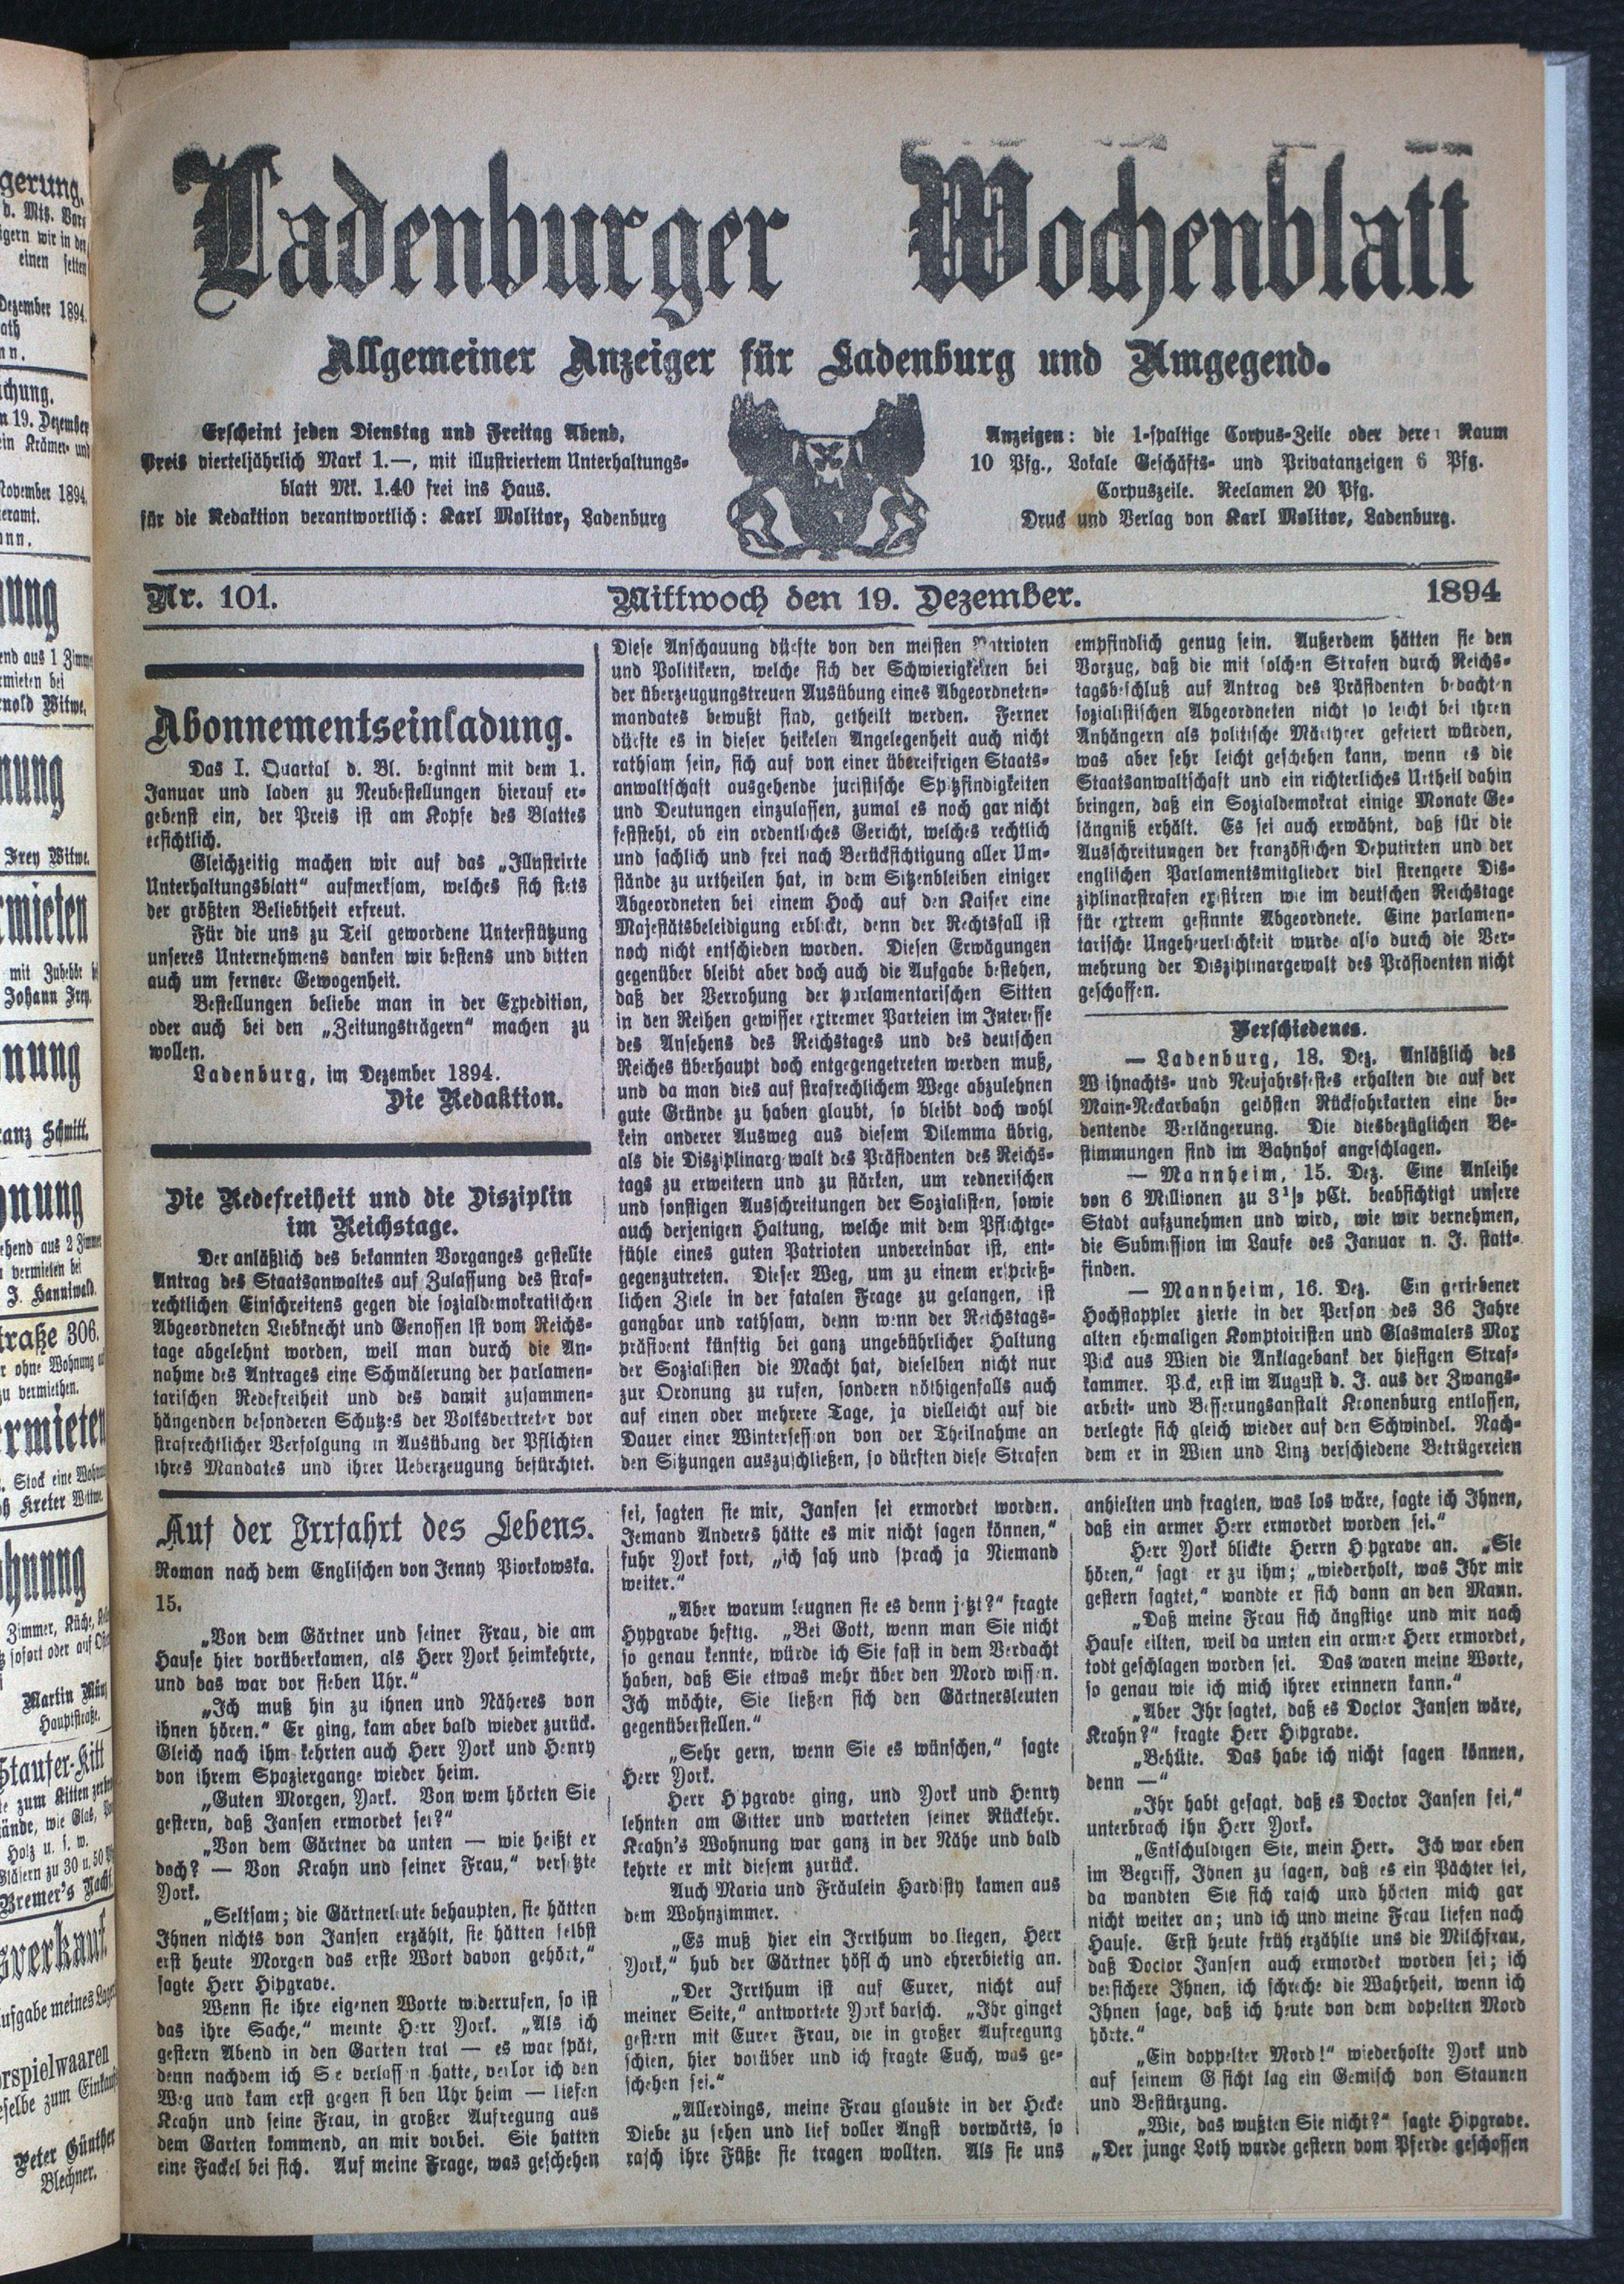 Ladenburger Wochenblatt
Allgemeiner Anzeiger für Ladenburg und Umgegend.
Erscheint jeden Dienstag und Freitag Abend,
Preis vierteljährlich Mark 1.—, mit illustriertem Unterhaltungs-
blatt Mk. 1.40 frei ins Haus.
für die Redaktion verantwortlich: Karl Molitor, Ladenburg
Anzeigen: die 1-spaltige Corpus-Zeile oder deren Raum
10 Pfg., Lokale Geschäfts- und Privatanzeigen 6 Pfg.
Corpuszeile. Reclamen 20 Pfg.
Druck und Verlag von Karl Molitor, Ladenburg.
Nr. 101.
Mittwoch den 19. Dezember.
1894
Abonnementseinladung.
Das I. Quartal d. Bl. beginnt mit dem 1.
Januar und laden zu Neubestellungen hierauf er-
gebenst ein, der Preis ist am Kopfe des Blattes
ersichtlich.
Gleichzeitig machen wir auf das „Illustrirte
Unterhaltungsblatt“ aufmerksam, welches sich stets
der größten Beliebtheit erfreut.
Für die uns zu Teil gewordene Unterstützung
unseres Unternehmens danken wir bestens und bitten
auch um fernere Gewogenheit.
Bestellungen beliebe man in der Expedition,
oder auch bei den „Zeitungsträgern“ machen zu
wollen.
Ladenburg, im Dezember 1894.
Die Redaktion.
Die Redefreiheit und die Disziplin
im Reichstage.
Der anläßlich des bekannten Vorganges gestellte
Antrag des Staatsanwaltes auf Zulassung des straf-
rechtlichen Einschreitens gegen die sozialdemokratischen
Abgeordneten Liebknecht und Genossen ist vom Reichs-
tage abgelehnt worden, weil man durch die An-
nahme des Antrages eine Schmälerung der parlamen-
tarischen Redefreiheit und des damit zusammen-
hängenden besonderen Schutzes der Volksvertreter vor
strafrechtlicher Verfolgung in Ausübung der Pflichten
ihres Mandates und ihrer Ueberzeugung befürchtet.
Diese Anschauung dürfte von den meisten Patrioten
und Politikern, welche sich der Schwierigkeiten bei
der überzeugungstreuen Ausübung eines Abgeordneten-
mandates bewußt sind, getheilt werden. Ferner
dürfte es in dieser heikelen Angelegenheit auch nicht
rathsam sein, sich auf von einer übereifrigen Staats-
anwaltschaft ausgehende juristische Spitzfindigkeiten
und Deutungen einzulassen, zumal es noch gar nicht
feststeht, ob ein ordentliches Gericht, welches rechtlich
und sachlich und frei nach Berücksichtigung aller Um-
stände zu urtheilen hat, in dem Sitzenbleiben einiger
Abgeordneten bei einem Hoch auf den Kaiser eine
Majestätsbeleidigung erblickt, denn der Rechtsfall ist
noch nicht entschieden worden. Diesen Erwägungen
gegenüber bleibt aber doch auch die Aufgabe bestehen,
daß der Verrohung der parlamentarischen Sitten
in den Reihen gewisser extremer Parteien im Interesse
des Ansehens des Reichstages und des deutschen
Reiches überhaupt doch entgegengetreten werden muß,
und da man dies auf strafrechlichem Wege abzulehnen
gute Gründe zu haben glaubt, so bleibt doch wohl
kein anderer Ausweg aus diesem Dilemma übrig,
als die Disziplinargewalt des Präsidenten des Reichs-
tags zu erweitern und zu stärken, um rednerischen
und sonstigen Ausschreitungen der Sozialisten, sowie
auch derjenigen Haltung, welche mit dem Pflichtge-
fühle eines guten Patrioten unvereinbar ist, ent-
gegenzutreten. Dieser Weg, um zu einem ersprieß-
lichen Ziele in der fatalen Frage zu gelangen, ist
gangbar und rathsam, denn wenn der Reichstags-
präsident künftig bei ganz ungebührlicher Haltung
der Sozialisten die Macht hat, dieselben nicht nur
zur Ordnung zu rufen, sondern nöthigenfalls auch
auf einen oder mehrere Tage, ja vielleicht auf die
Dauer einer Wintersession von der Theilnahme an
den Sitzungen auszuschließen, so dürften diese Strafen
empfindlich genug sein. Außerdem hätten sie den
Vorzug, daß die mit solchen Strafen durch Reichs-
tagsbeschluß auf Antrag des Präsidenten bedachten
sozialistischen Abgeordneten nicht so leicht bei ihren
Anhängern als politische Märtyrer gefeiert würden,
was aber sehr leicht geschehen kann, wenn es die
Staatsanwaltschaft und ein richterliches Urtheil dahin
bringen, daß ein Sozialdemokrat einige Monate Ge-
fängniß erhält. Es sei auch erwähnt, daß für die
Ausschreitungen der französischen Deputirten und der
englischen Parlamentsmitglieder viel strengere Dis-
ziplinarstrafen existiren wie im deutschen Reichstage
für extrem gesinnte Abgeordnete. Eine parlamen-
tarische Ungeheuerlichkeit wurde also durch die Ver-
mehrung der Disziplinargewalt des Präsidenten nicht
geschaffen.
Verschiedenes.
— Ladenburg, 18. Dez. Anläßlich des
Weihnachts- und Neujahrsfestes erhalten die auf der
Main-Neckarbahn gelösten Rückfahrkarten eine be-
deutende Verlängerung. Die diesbezüglichen Be-
stimmungen sind im Bahnhof angeschlagen.
— Mannheim, 15. Dez. Eine Anleihe
von 6 Millionen zu 3½ pCt. beabsichtigt unsere
Stadt aufzunehmen und wird, wie wir vernehmen,
die Submission im Laufe des Januar n. J. statt-
finden.
— Mannheim, 16. Dez. Ein geriebener
Hochstappler zierte in der Person des 36 Jahre
alten ehemaligen Komptoiristen und Glasmalers Max
Pick aus Wien die Anklagebank der hiesigen Straf-
kammer. Pick, erst im August d. J. aus der Zwangs-
arbeit- und Besserungsanstalt Kronenburg entlassen,
verlegte sich gleich wieder auf den Schwindel. Nach-
dem er in Wien und Linz verschiedene Betrügereien
Auf der Irrfahrt des Lebens.
Roman nach dem Englischen von Jenny Piorkowska.
15.
„Von dem Gärtner und seiner Frau, die am
Hause hier vorüberkamen, als Herr York heimkehrte,
und das war vor sieben Uhr.“
„Ich muß hin zu ihnen und Näheres von
ihnen hören.“ Er ging, kam aber bald wieder zurück.
Gleich nach ihm kehrten auch Herr York und Henry
von ihrem Spaziergange wieder heim.
„Guten Morgen, York. Von wem hörten Sie
gestern, daß Jansen ermordet sei?“
„Von dem Gärtner da unten — wie heißt er
doch? — Von Krahn und seiner Frau,“ versetzte
York.
„Seltsam; die Gärtnerleute behaupten, sie hätten
Ihnen nichts von Jansen erzählt, sie hätten selbst
erst heute Morgen das erste Wort davon gehört,“
sagte Herr Hipgrave.
Wenn sie ihre eigenen Worte widerrufen, so ist
das ihre Sache,“ meinte Herr York. „Als ich
gestern Abend in den Garten trat — es war spät,
denn nachdem ich Sie verlassen hatte, verlor ich den
Weg und kam erst gegen sieben Uhr heim — liefen
Krahn und seine Frau, in großer Aufregung aus
dem Garten kommend, an mir vorbei. Sie hatten
eine Fackel bei sich. Auf meine Frage, was geschehen
sei, sagten sie mir, Jansen sei ermordet worden.
Jemand Anderes hätte es mir nicht sagen können,“
fuhr York fort, „ich sah und sprach ja Niemand
weiter.“
„Aber warum leugnen sie es denn jetzt?“ fragte
Hypgrave heftig. „Bei Gott, wenn man Sie nicht
so genau kennte, würde ich Sie fast in dem Verdacht
haben, daß Sie etwas mehr über den Mord wissen.
Ich möchte, Sie ließen sich den Gärtnersleuten
gegenüberstellen.“
„Sehr gern, wenn Sie es wünschen,“ sagte
Herr York.
Herr Hipgrave ging, und York und Henry
lehnten am Gitter und warteten seiner Rückkehr.
Krahn's Wohnung war ganz in der Nähe und bald
kehrte er mit diesem zurück.
Auch Maria und Fräulein Hardisty kamen aus
dem Wohnzimmer.
„Es muß hier ein Irrthum vorliegen, Herr
York,“ hub der Gärtner höflich und ehrerbietig an.
„Der Irrthum ist auf Eurer, nicht auf
meiner Seite,“ antwortete York barsch. „Ihr ginget
gestern mit Eurer Frau, die in großer Aufregung
schien, hier vorüber und ich fragte Euch, was ge-
schehen sei.“
„Allerdings, meine Frau glaubte in der Hecke
Diebe zu sehen und lief voller Angst vorwärts, so
rasch ihre Füße sie tragen wollten. Als sie uns
anhielten und fragten, was los wäre, sagte ich Ihnen,
daß ein armer Herr ermordet worden sei.“
Herr York blickte Herrn Hipgrave an. „Sie
hören,“ sagt er zu ihm; „wiederholt, was Ihr mir
gestern sagtet,“ wandte er sich dann an den Mann.
„Daß meine Frau sich ängstige und mir nach
Hause eilten, weil da unten ein armer Herr ermordet,
todt geschlagen worden sei. Das waren meine Worte,
so genau wie ich mich ihrer erinnern kann.“
„Aber Ihr sagtet, daß es Doctor Jansen wäre,
Krahn?“ fragte Herr Hipgrave.
„Behüte. Das habe ich nicht sagen können,
denn —“
„Ihr habt gesagt, daß es Doctor Jansen sei,“
unterbrach ihn Herr York.
„Entschuldigen Sie, mein Herr. Ich war eben
im Begriff, Ihnen zu sagen, daß es ein Pächter sei,
da wandten Sie sich rasch und hörten mich gar
nicht weiter an; und ich und meine Frau liefen nach
Hause. Erst heute früh erzählte uns die Milchfrau,
daß Doctor Jansen auch ermordet worden sei; ich
versichere Ihnen, ich spreche die Wahrheit, wenn ich
Ihnen sage, daß ich heute von dem dopelten Mord
hörte.“
„Ein doppelter Mord!“ wiederholte York und
auf seinem Gesicht lag ein Gemisch von Staunen
und Bestürzung.
„Wie, das wußten Sie nicht?“ sagte Hipgrave.
„Der junge Loth wurde gestern vom Pferde geschossen